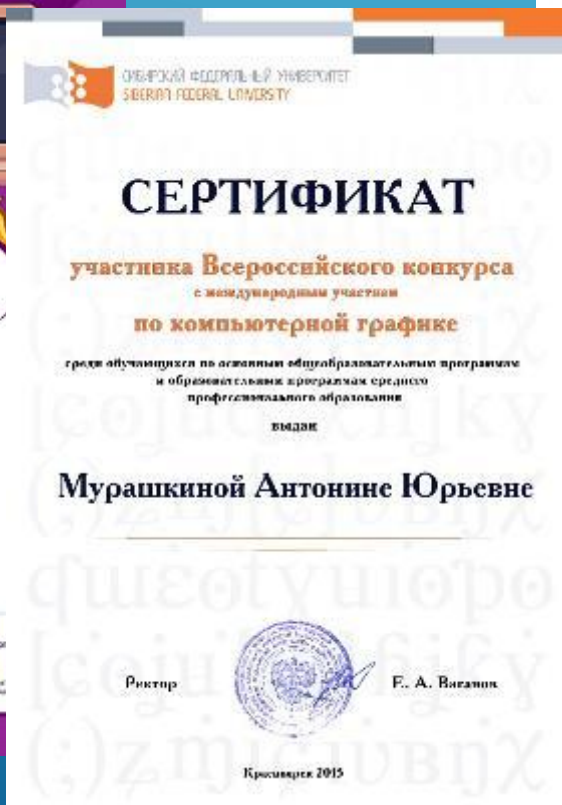 СИБИРСКИЙ ФЕДЕРАЛЬНЫЙ УНИВЕРСИТЕТ
SIBERIAN FEDERAL UNIVERSITY
СЕРТИФИКАТ
участника Всероссийского конкурса
с международным участием
по компьютерной графике
среди обучающихся по основным общеобразовательным программам
и образовательным программам среднего
профессионального образования
выдан
Мурашкиной Антонине Юрьевне
Ректор
Е. А. Ваганов
Красноярск 2015